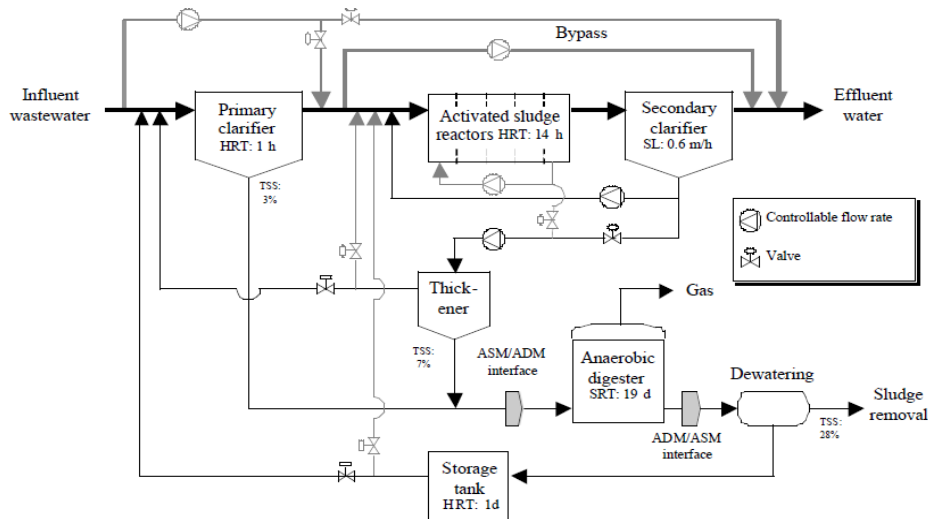 Bypass
Influent
wastewater
Primary
clarifier
HRT: 1 h
Activated sludge
reactors HRT: 14 h
Secondary
clarifier
SL: 0.6 m/h
Effluent
water
TSS:
3%
Controllable flow rate
Valve
Thick-
ener
Gas
TSS:
7%
ASM/ADM
interface
Anaerobic
digester
SRT: 19 d
Dewatering
Sludge
removal
TSS:
28%
ADM/ASM
interface
Storage
tank
HRT: 1d